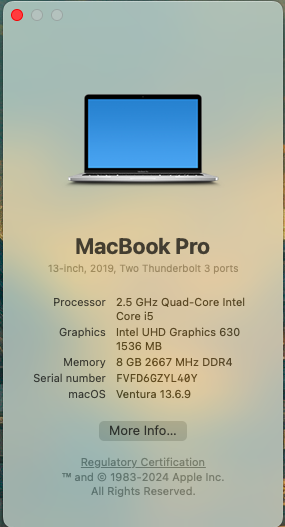 MacBook Pro
13-inch, 2019, Two Thunderbolt 3 ports
Processor 2.5 GHz Quad-Core Intel
Core i5
Graphics Intel UHD Graphics 630
1536 MB
Memory 8 GB 2667 MHz DDR4
Serial number FVFD6GZYL40Y
macOS Ventura 13.6.9
More Info...
Regulatory Certification
™ and © 1983-2024 Apple Inc.
All Rights Reserved.